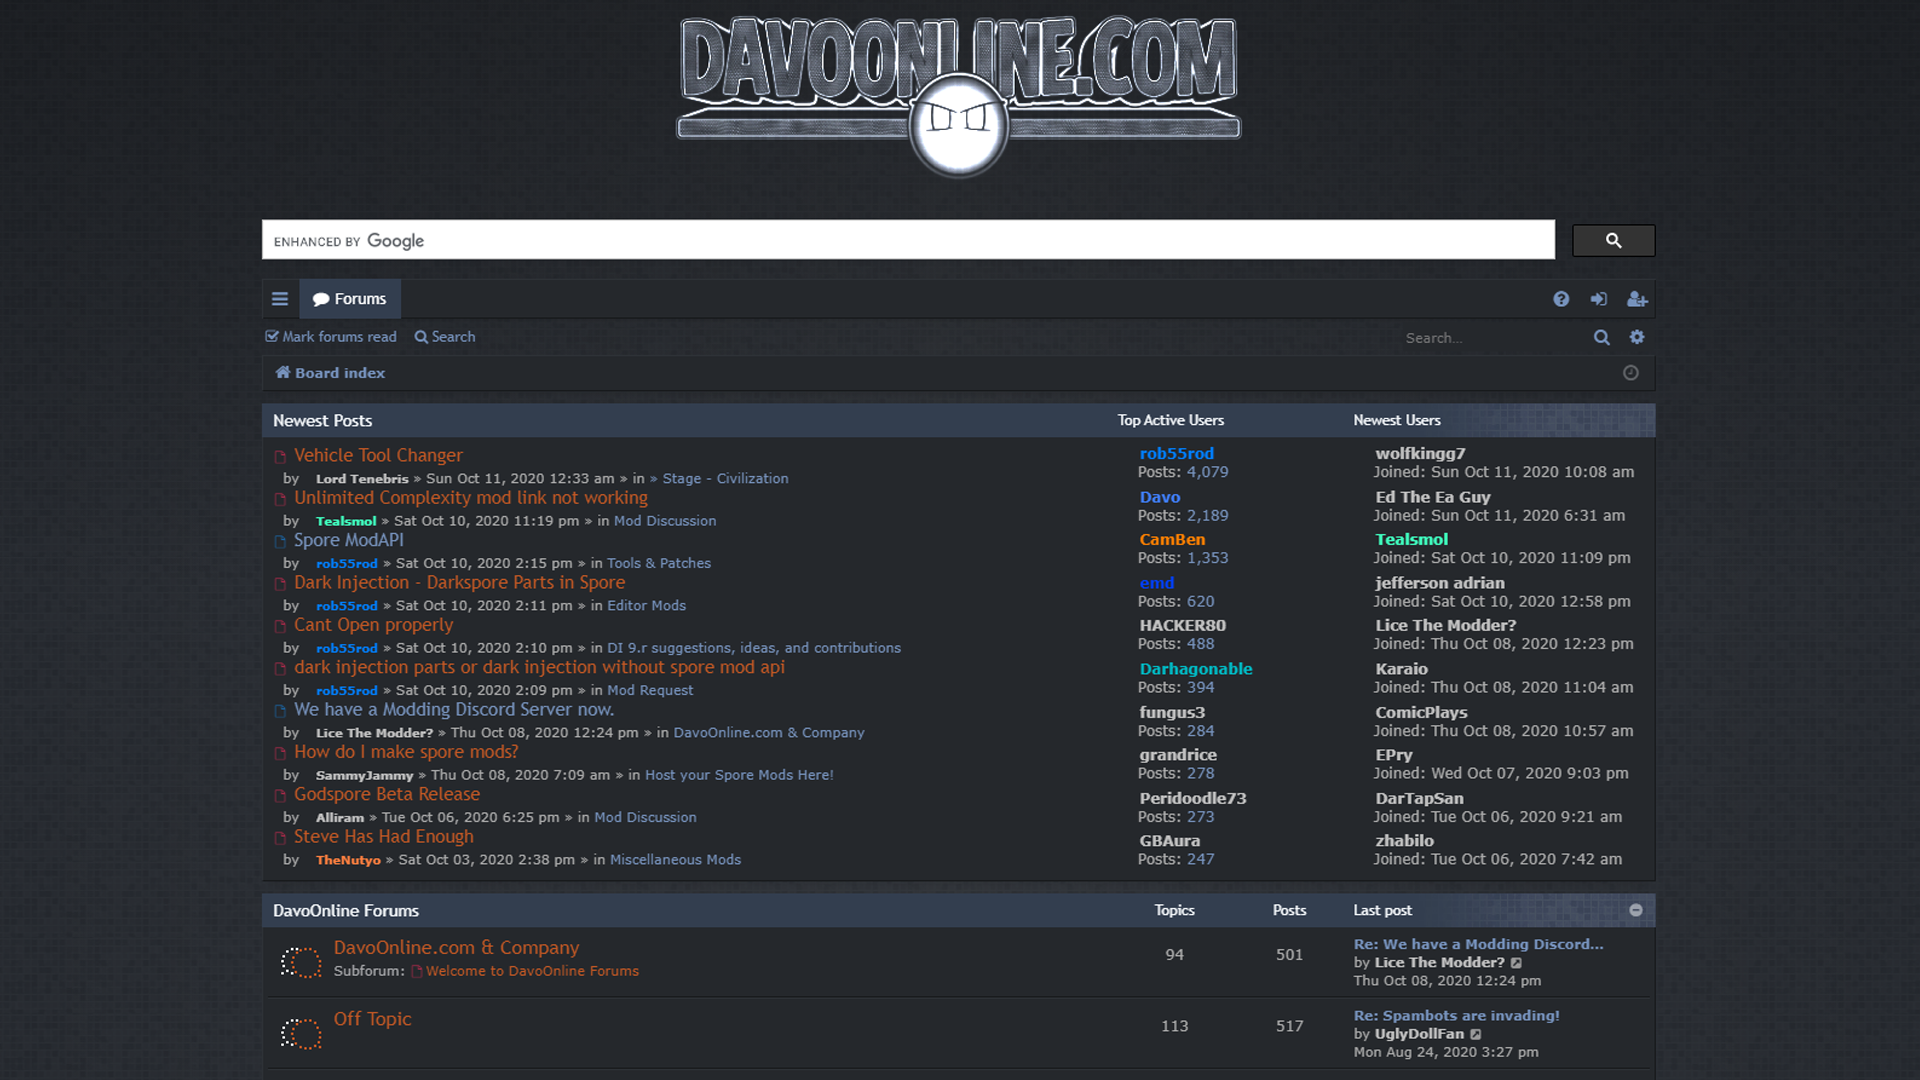 DAVOONLINE.COM
ENHANCED BY Google
Forums
Mark forums read Search Search...
Board index
Newest Posts Top Active Users Newest Users
Vehicle Tool Changer
by Lord Tenebris » Sun Oct 11, 2020 12:33 am » in » Stage - Civilization
Unlimited Complexity mod link not working
by Tealsmol » Sat Oct 10, 2020 11:19 pm » in Mod Discussion
Spore ModAPI
by rob55rod » Sat Oct 10, 2020 2:15 pm » in Tools & Patches
Dark Injection - Darkspore Parts in Spore
by rob55rod » Sat Oct 10, 2020 2:11 pm » in Editor Mods
Cant Open properly
by rob55rod » Sat Oct 10, 2020 2:10 pm » in DI 9.r suggestions, ideas, and contributions
dark injection parts or dark injection without spore mod api
by rob55rod » Sat Oct 10, 2020 2:09 pm » in Mod Request
We have a Modding Discord Server now.
by Lice The Modder? » Thu Oct 08, 2020 12:24 pm » in DavoOnline.com & Company
How do I make spore mods?
by SammyJammy » Thu Oct 08, 2020 7:09 am » in Host your Spore Mods Here!
Godspore Beta Release
by Alliram » Tue Oct 06, 2020 6:25 pm » in Mod Discussion
Steve Has Had Enough
by TheNutyo » Sat Oct 03, 2020 2:38 pm » in Miscellaneous Mods
rob55rod
Posts: 4,079
Davo
Posts: 2,189
CamBen
Posts: 1,353
emd
Posts: 620
HACKER80
Posts: 488
Darhagonable
Posts: 394
fungus3
Posts: 284
grandrice
Posts: 278
Peridoodle73
Posts: 273
GBAura
Posts: 247
wolfkingg7
Joined: Sun Oct 11, 2020 10:08 am
Ed The Ea Guy
Joined: Sun Oct 11, 2020 6:31 am
Tealsmol
Joined: Sat Oct 10, 2020 11:09 pm
jefferson adrian
Joined: Sat Oct 10, 2020 12:58 pm
Lice The Modder?
Joined: Thu Oct 08, 2020 12:23 pm
Karaio
Joined: Thu Oct 08, 2020 11:04 am
ComicPlays
Joined: Thu Oct 08, 2020 10:57 am
EPry
Joined: Wed Oct 07, 2020 9:03 pm
DarTapSan
Joined: Tue Oct 06, 2020 9:21 am
zhabilo
Joined: Tue Oct 06, 2020 7:42 am
DavoOnline Forums Topics Posts Last post
DavoOnline.com & Company
Subforum: Welcome to DavoOnline Forums
94 501
Re: We have a Modding Discord...
by Lice The Modder?
Thu Oct 08, 2020 12:24 pm
Off Topic
113 517
Re: Spambots are invading!
by UglyDollFan
Mon Aug 24, 2020 3:27 pm